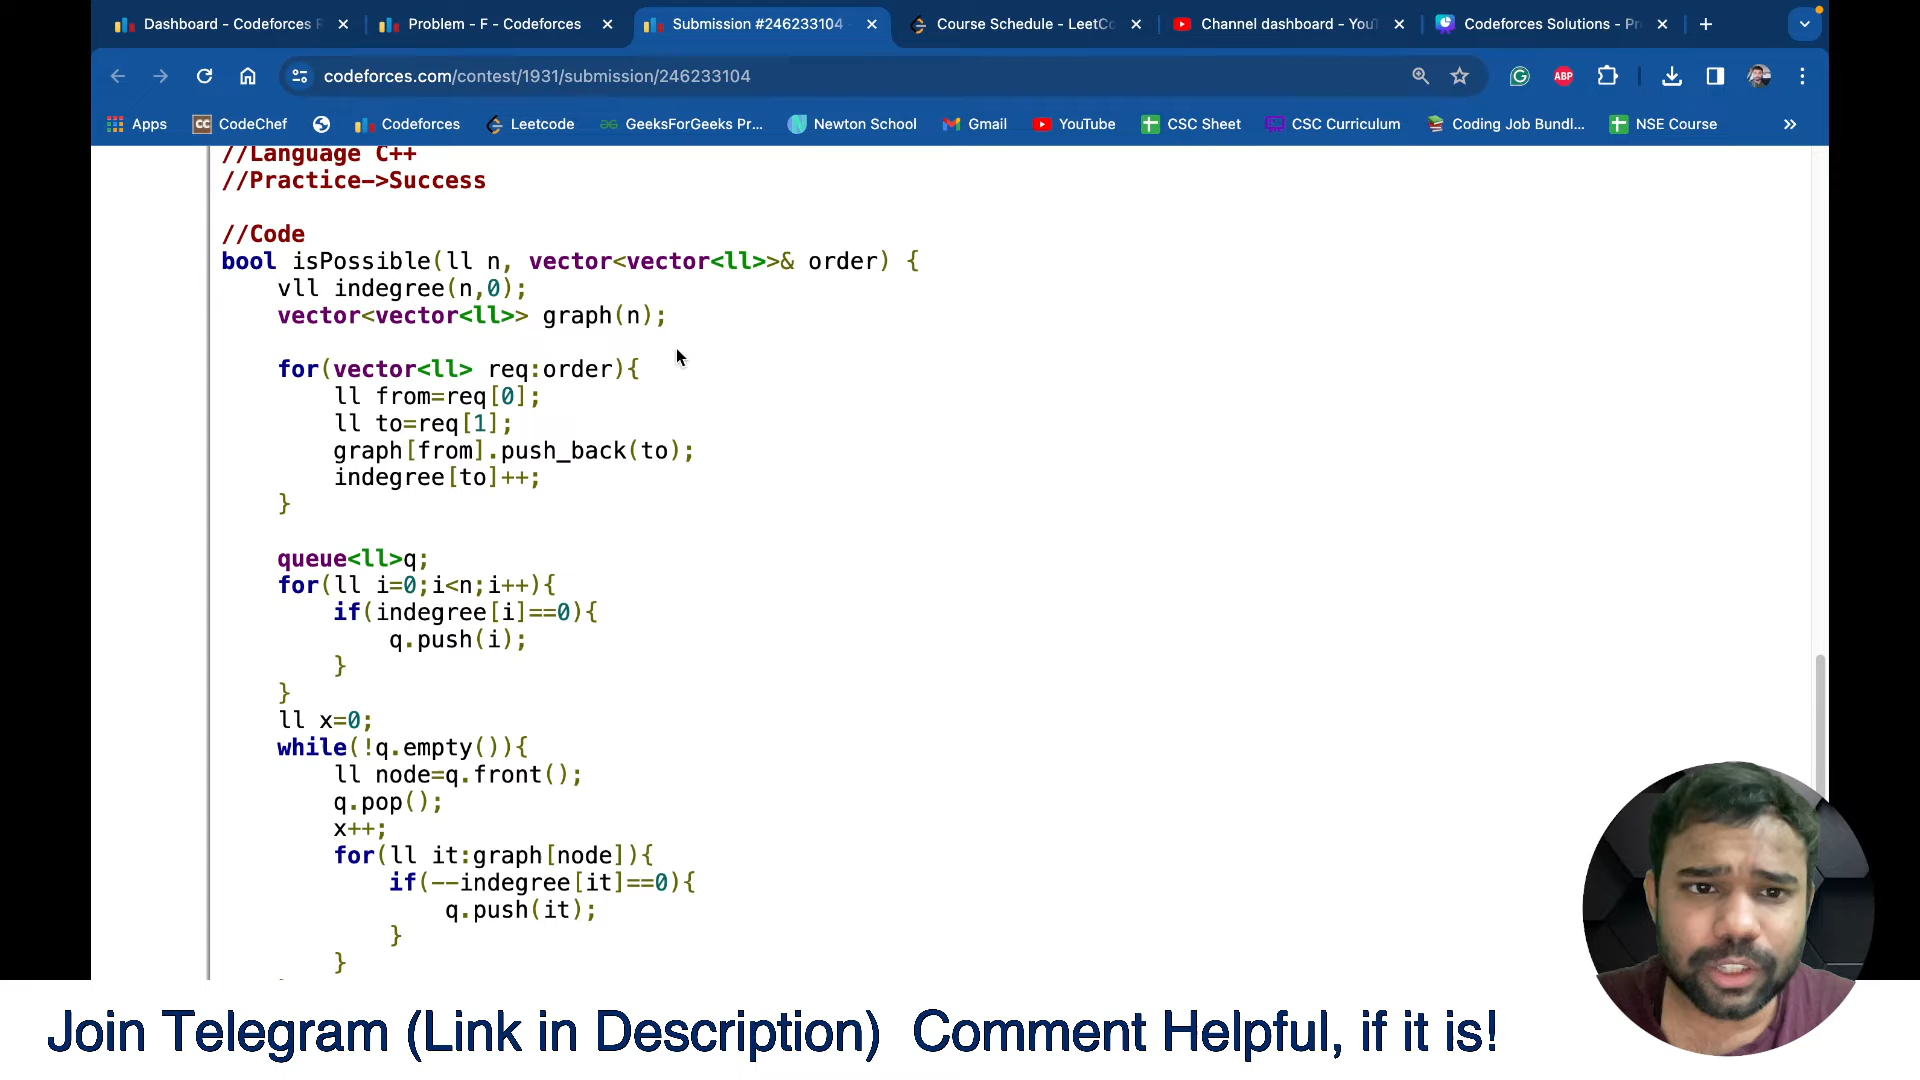 Dashboard - Codeforces R
Problem - F - Codeforces
Submission #246233104
Course Schedule - LeetCo
Channel dashboard - YouT
Codeforces Solutions - Pr
codeforces.com/contest/1931/submission/246233104
ABP
Apps
CC CodeChef
Codeforces
Leetcode
GeeksForGeeks Pr...
Newton School
Gmail
YouTube
CSC Sheet
CSC Curriculum
Coding Job Bundl...
NSE Course
//Language C++
//Practice->Success
//Code
bool isPossible(ll n, vector<vector<ll>>& order) {
vll indegree(n,0);
vector<vector<ll>> graph(n);
for(vector<ll> req:order){
ll from=req[0];
ll to=req[1];
graph[from].push_back(to);
indegree[to]++;
}
queue<ll>q;
for(ll i=0;i<n;i++){
if(indegree[i]==0){
q.push(i);
}
}
ll x=0;
while(!q.empty()){
ll node=q.front();
q.pop();
x++;
for(ll it:graph[node]){
if(--indegree[it]==0){
q.push(it);
}
}
Join Telegram (Link in Description) Comment Helpful, if it is!